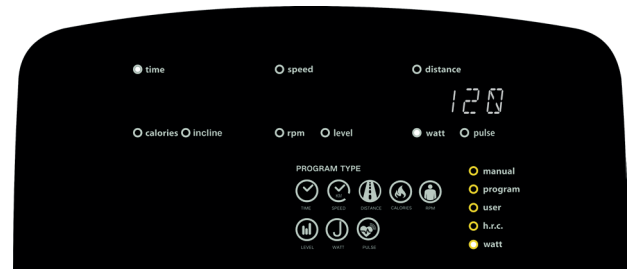 time speed distance
120
calories incline rpm level watt pulse
PROGRAM TYPE
manual
program
TIME SPEED DISTANCE CALORIES RPM
user
h.r.c.
LEVEL WATT PULSE
watt